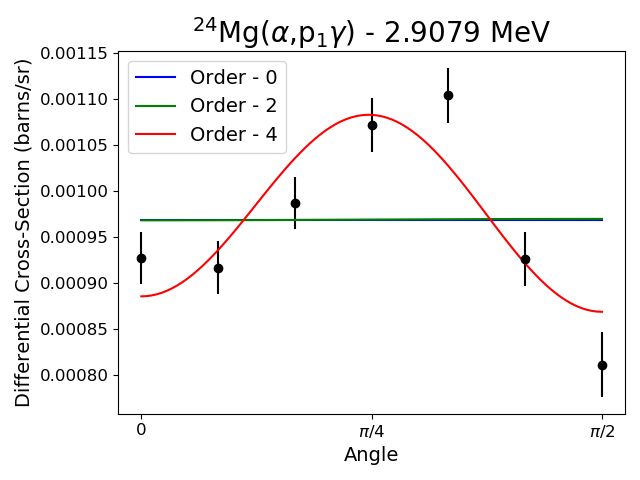 ²⁴Mg(α,p₁γ) - 2.9079 MeV
Differential Cross-Section (barns/sr)
0.00115
0.00110
0.00105
0.00100
0.00095
0.00090
0.00085
0.00080
Order - 0
Order - 2
Order - 4
0
π/4
π/2
Angle